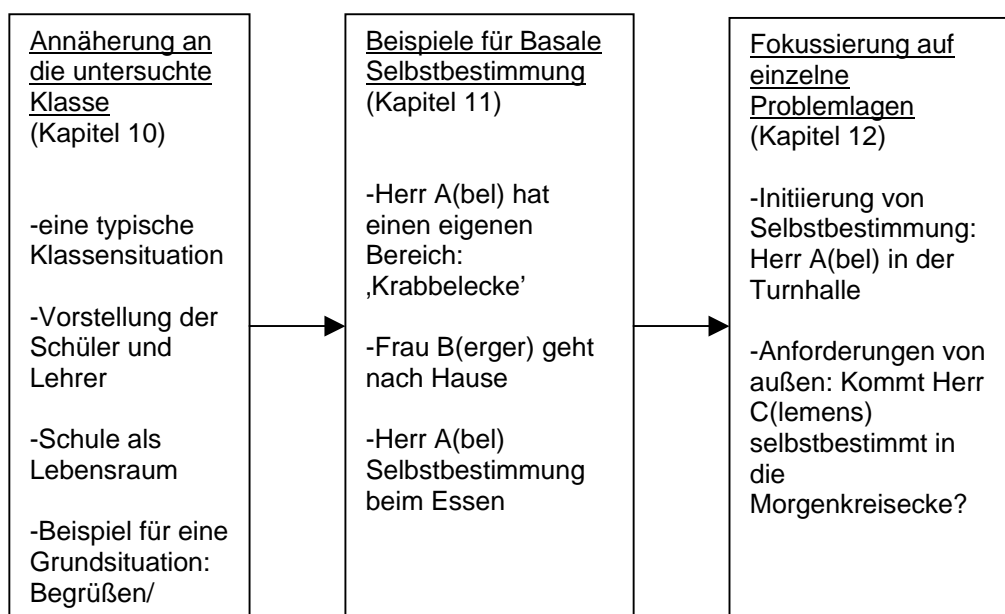 Annäherung an
die untersuchte
Klasse
(Kapitel 10)
-eine typische
Klassensituation
-Vorstellung der
Schüler und
Lehrer
-Schule als
Lebensraum
-Beispiel für eine
Grundsituation:
Begrüßen/
Beispiele für Basale
Selbstbestimmung
(Kapitel 11)
-Herr A(bel) hat
einen eigenen
Bereich:
‚Krabbelecke’
-Frau B(erger) geht
nach Hause
-Herr A(bel)
Selbstbestimmung
beim Essen
Fokussierung auf
einzelne
Problemlagen
(Kapitel 12)
-Initiierung von
Selbstbestimmung:
Herr A(bel) in der
Turnhalle
-Anforderungen von
außen: Kommt Herr
C(lemens)
selbstbestimmt in
die
Morgenkreisecke?